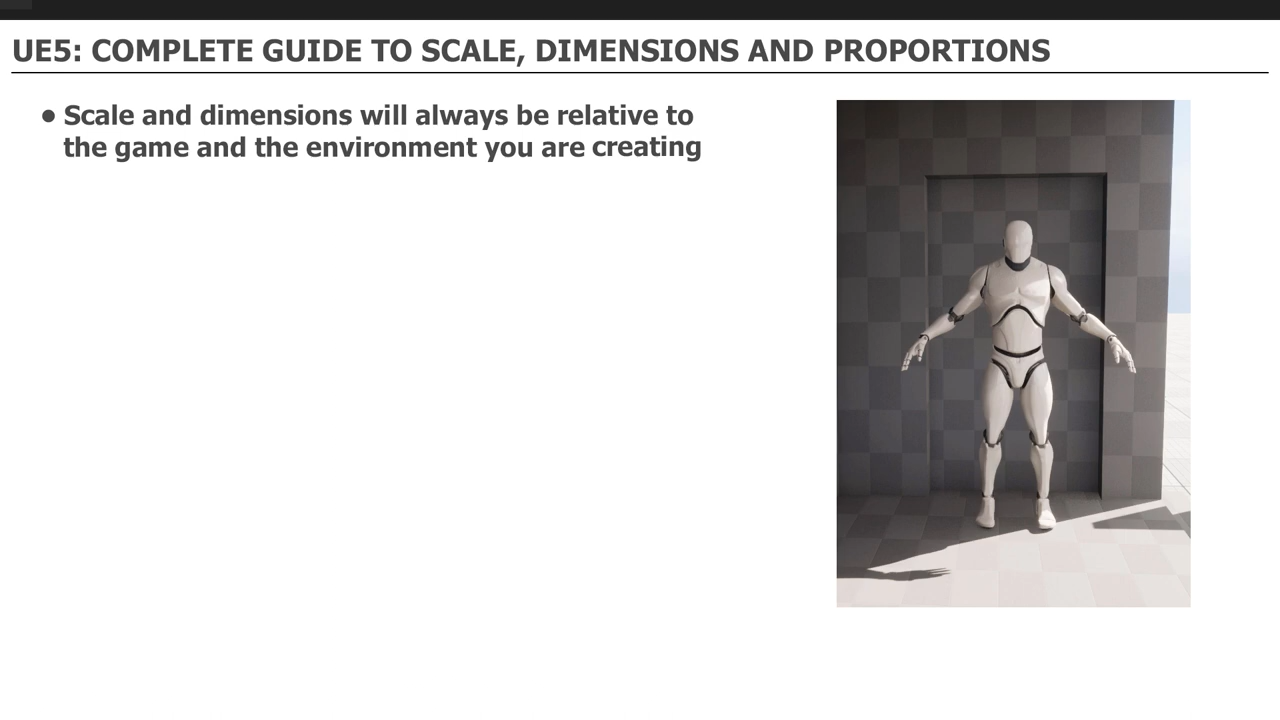 UE5: COMPLETE GUIDE TO SCALE, DIMENSIONS AND PROPORTIONS
• Scale and dimensions will always be relative to
the game and the environment you are creating